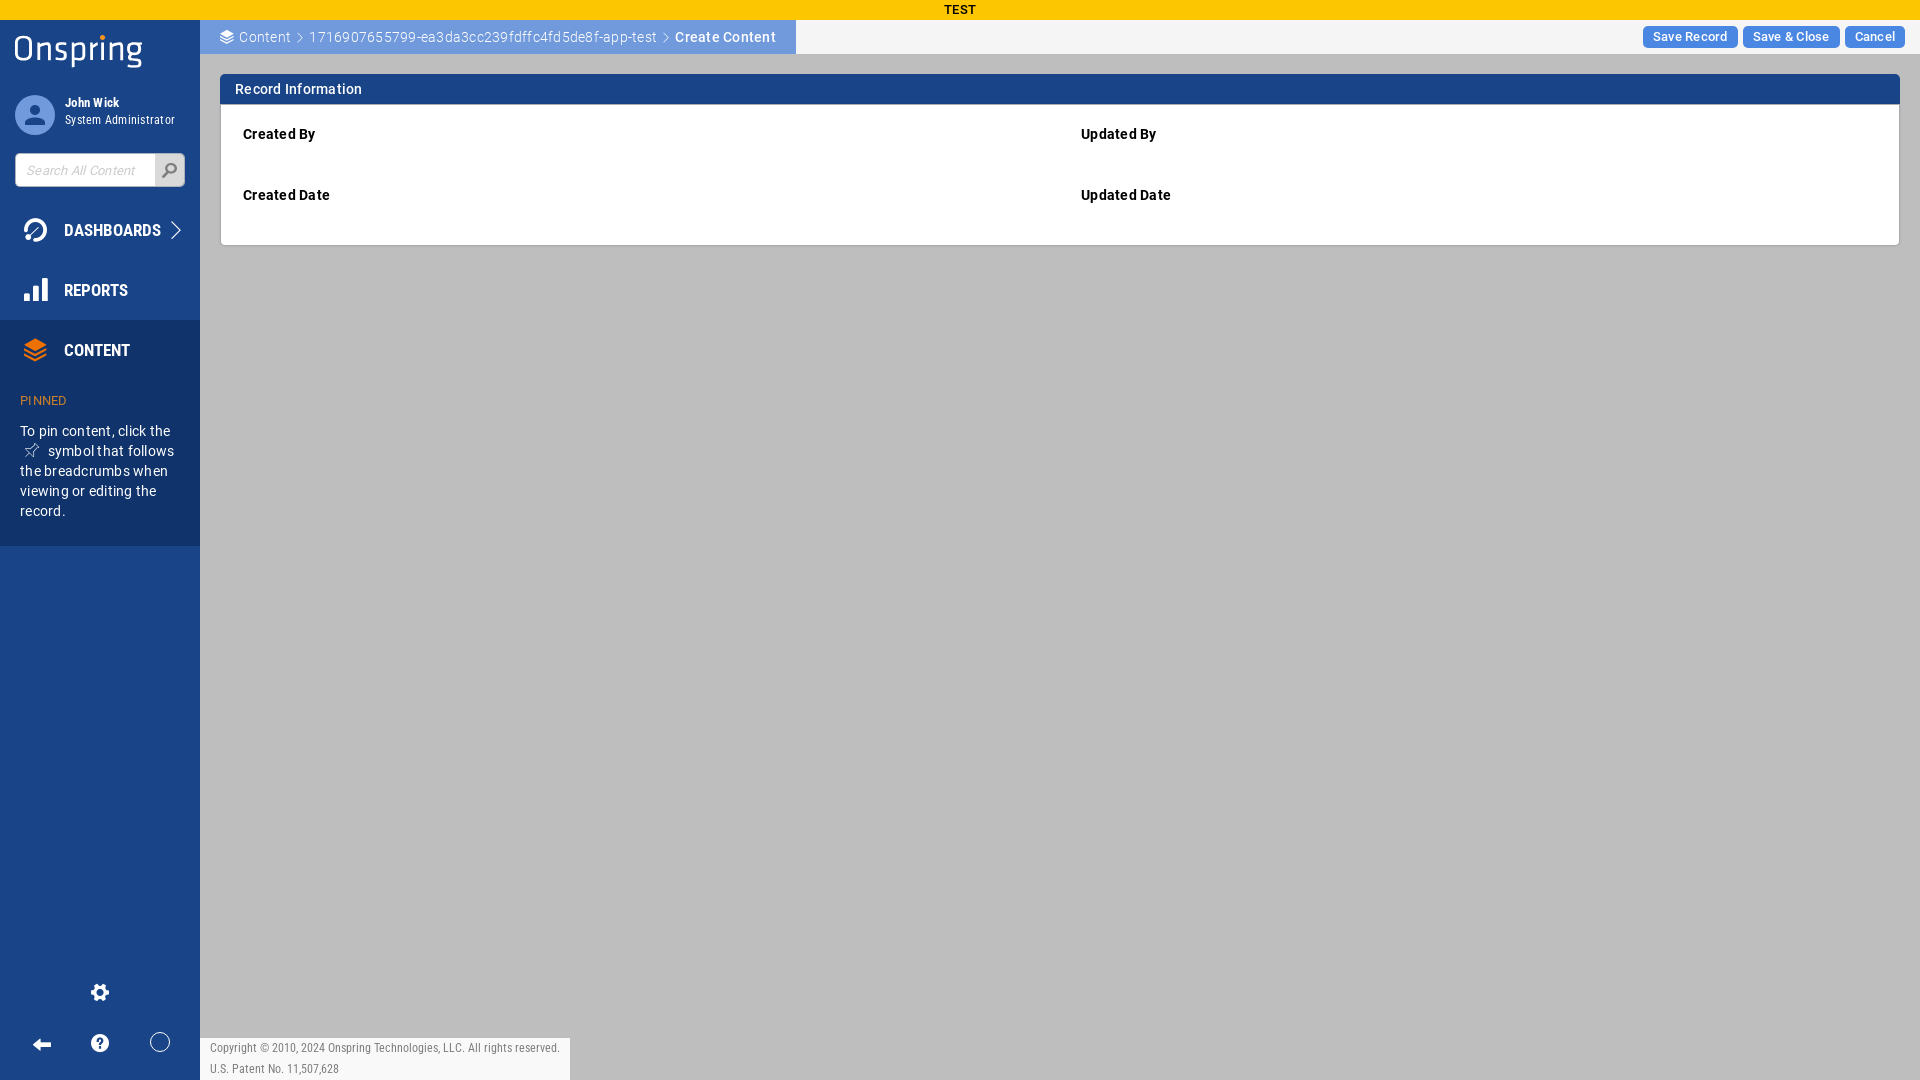 TEST
Onspring
Content
1716907655799-ea3da3cc239fdffc4fd5de8f-app-test
Create Content
Save Record
Save & Close
Cancel
John Wick
System Administrator
Search All Content
DASHBOARDS
REPORTS
CONTENT
PINNED
To pin content, click the
symbol that follows
the breadcrumbs when
viewing or editing the
record.
Record Information
Created By
Updated By
Created Date
Updated Date
Copyright © 2010, 2024 Onspring Technologies, LLC. All rights reserved.
U.S. Patent No. 11,507,628